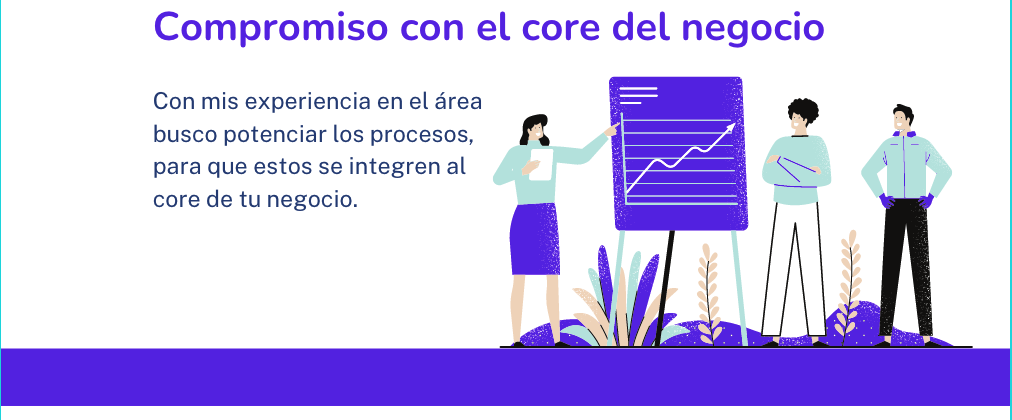 Compromiso con el core del negocio
Con mis experiencia en el área
busco potenciar los procesos,
para que estos se integren al
core de tu negocio.